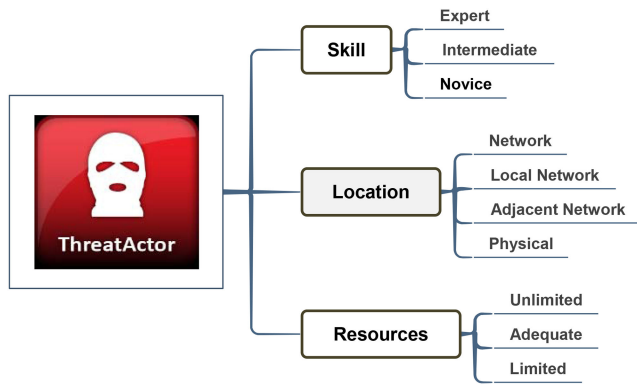 ThreatActor
Skill
Expert
Intermediate
Novice
Location
Network
Local Network
Adjacent Network
Physical
Resources
Unlimited
Adequate
Limited